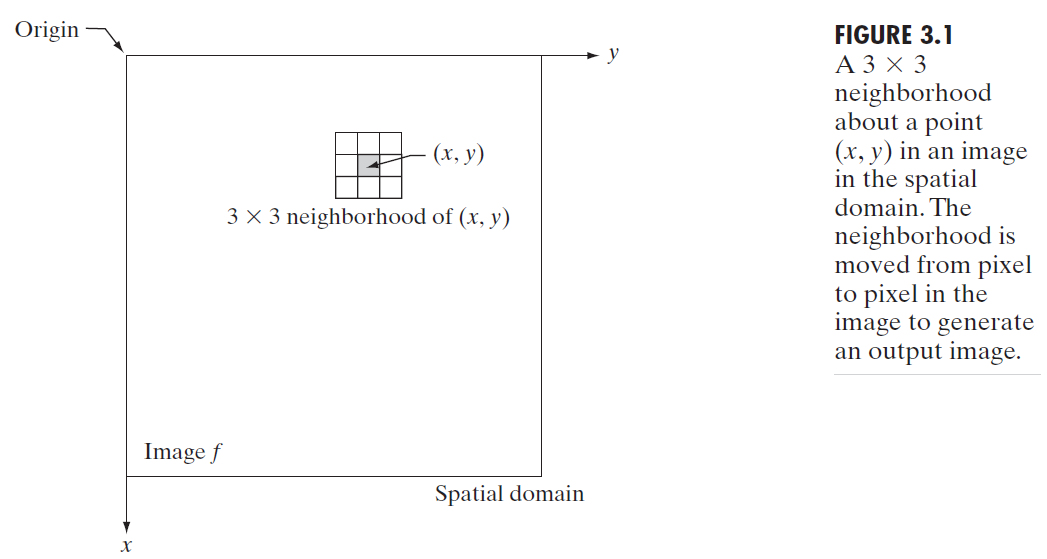 Origin
y
(x, y)
3 × 3 neighborhood of (x, y)
Image f
Spatial domain
x
FIGURE 3.1
A 3 × 3
neighborhood
about a point
(x, y) in an image
in the spatial
domain. The
neighborhood is
moved from pixel
to pixel in the
image to generate
an output image.